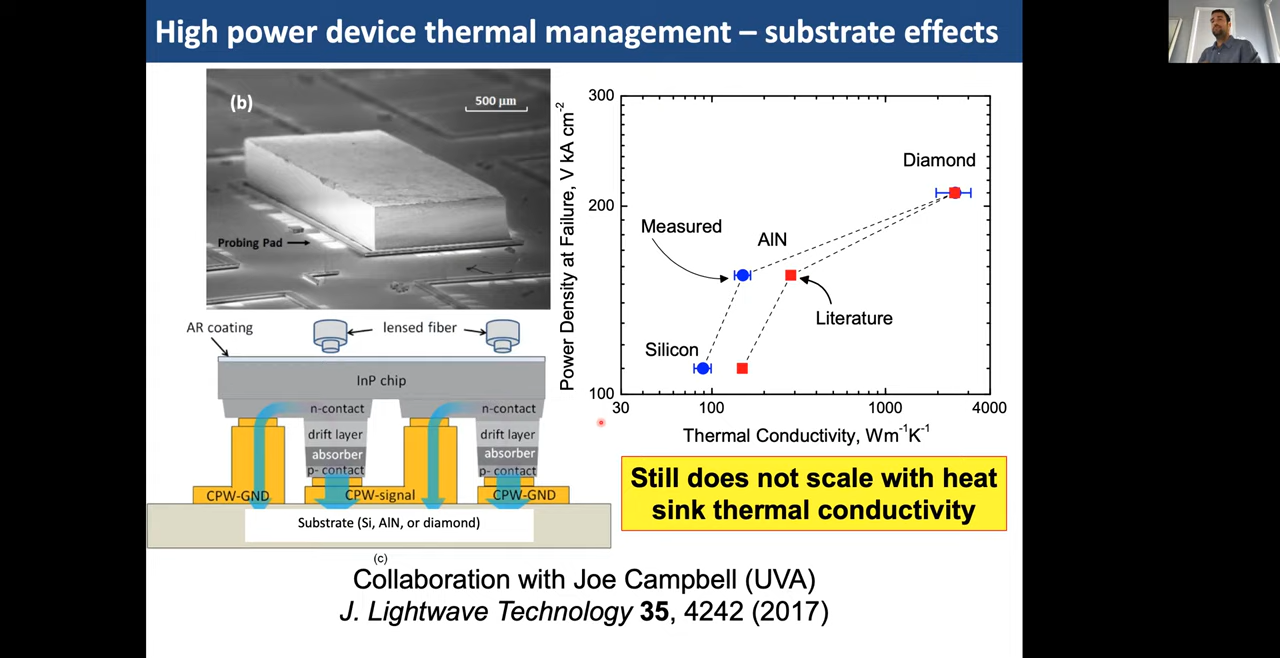 High power device thermal management – substrate effects
(b)
500 μm
Probing Pad
AR coating
lensed fiber
InP chip
n-contact
n-contact
drift layer
drift layer
absorber
absorber
p- contact
p- contact
CPW-GND
CPW-signal
CPW-GND
Substrate (Si, AlN, or diamond)
(c)
Power Density at Failure, V kA cm⁻²
300
200
100
Diamond
Measured
AlN
Literature
Silicon
30
100
1000
4000
Thermal Conductivity, Wm⁻¹K⁻¹
Still does not scale with heat
sink thermal conductivity
Collaboration with Joe Campbell (UVA)
J. Lightwave Technology 35, 4242 (2017)